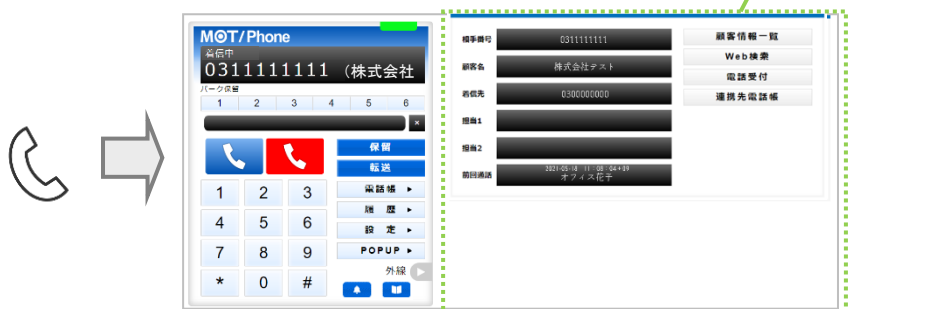 MOT/Phone
着信中
0311111111 (株式会社
パーク保留
1 2 3 4 5 6
×
保留
転送
1 2 3
電話帳 ►
履 歴 ►
4 5 6
設 定 ►
7 8 9
POPUP ►
外線
* 0 #
相手番号 0311111111
顧客名 株式会社テスト
着信先 0300000000
担当1
担当2
前回通話 2021-05-18 11:08:04+09
オフィス花子
顧客情報一覧
Web検索
電話受付
連携先電話帳